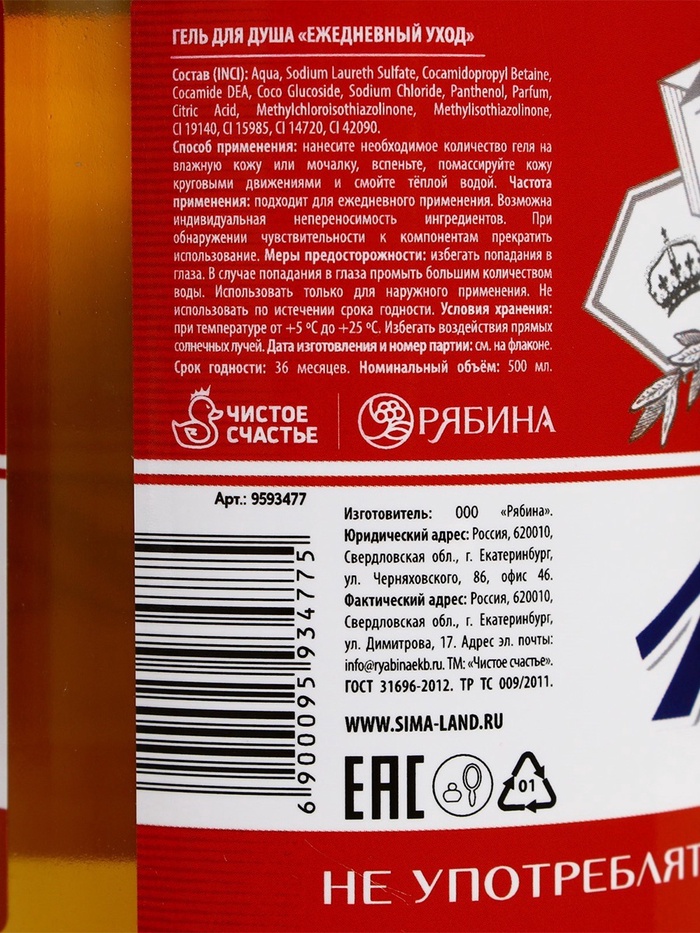 ГЕЛЬ ДЛЯ ДУША «ЕЖЕДНЕВНЫЙ УХОД»
Состав (INCI): Aqua, Sodium Laureth Sulfate, Cocamidopropyl Betaine,
Cocamide DEA, Coco Glucoside, Sodium Chloride, Panthenol, Parfum,
Citric Acid, Methylchloroisothiazolinone, Methylisothiazolinone,
CI 19140, CI 15985, CI 14720, CI 42090.
Способ применения: нанесите необходимое количество геля на
влажную кожу или мочалку, вспеньте, помассируйте кожу
круговыми движениями и смойте тёплой водой. Частота
применения: подходит для ежедневного применения. Возможна
индивидуальная непереносимость ингредиентов. При
обнаружении чувствительности к компонентам прекратить
использование. Меры предосторожности: избегать попадания в
глаза. В случае попадания в глаза промыть большим количеством
воды. Использовать только для наружного применения. Не
использовать по истечении срока годности. Условия хранения:
при температуре от +5 ºС до +25 ºС. Избегать воздействия прямых
солнечных лучей. Дата изготовления и номер партии: см. на флаконе.
Срок годности: 36 месяцев. Номинальный объём: 500 мл.
ЧИСТОЕ
СЧАСТЬЕ
РЯБИНА
Арт.: 9593477
6 900095 934775
Изготовитель: ООО «Рябина».
Юридический адрес: Россия, 620010,
Свердловская обл., г. Екатеринбург,
ул. Черняховского, 86, офис 46.
Фактический адрес: Россия, 620010,
Свердловская обл., г. Екатеринбург,
ул. Димитрова, 17. Адрес эл. почты:
info@ryabinaekb.ru. ТМ: «Чистое счастье».
ГОСТ 31696-2012. ТР ТС 009/2011.
WWW.SIMA-LAND.RU
EAC
01
НЕ УПОТРЕБЛЯТ